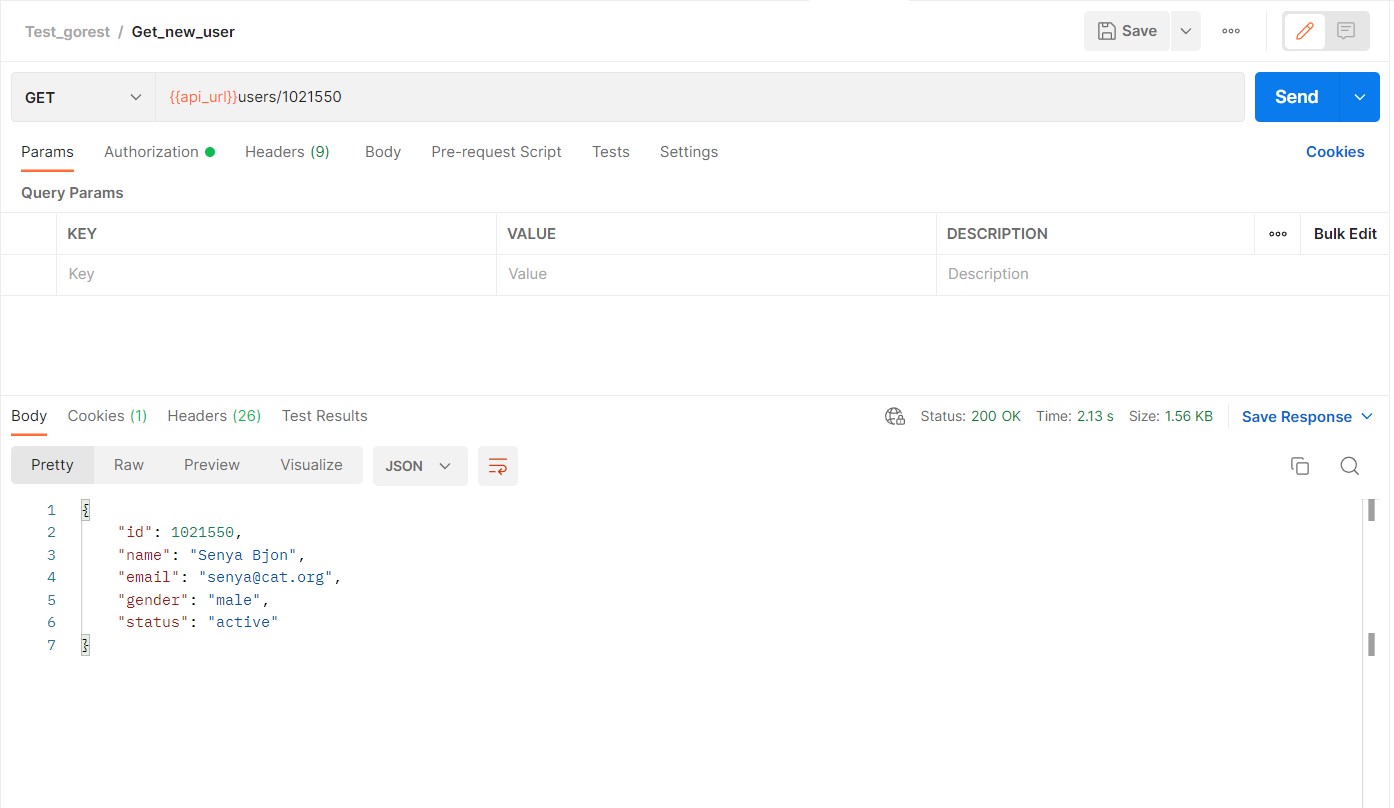 Test_gorest / Get_new_user Save
GET {{api_url}}users/1021550 Send
Params Authorization Headers (9) Body Pre-request Script Tests Settings Cookies
Query Params
KEY VALUE DESCRIPTION Bulk Edit
Key Value Description
Body Cookies (1) Headers (26) Test Results Status: 200 OK Time: 2.13 s Size: 1.56 KB Save Response
Pretty Raw Preview Visualize JSON
1 {
2 "id": 1021550,
3 "name": "Senya Bjon",
4 "email": "senya@cat.org",
5 "gender": "male",
6 "status": "active"
7 }